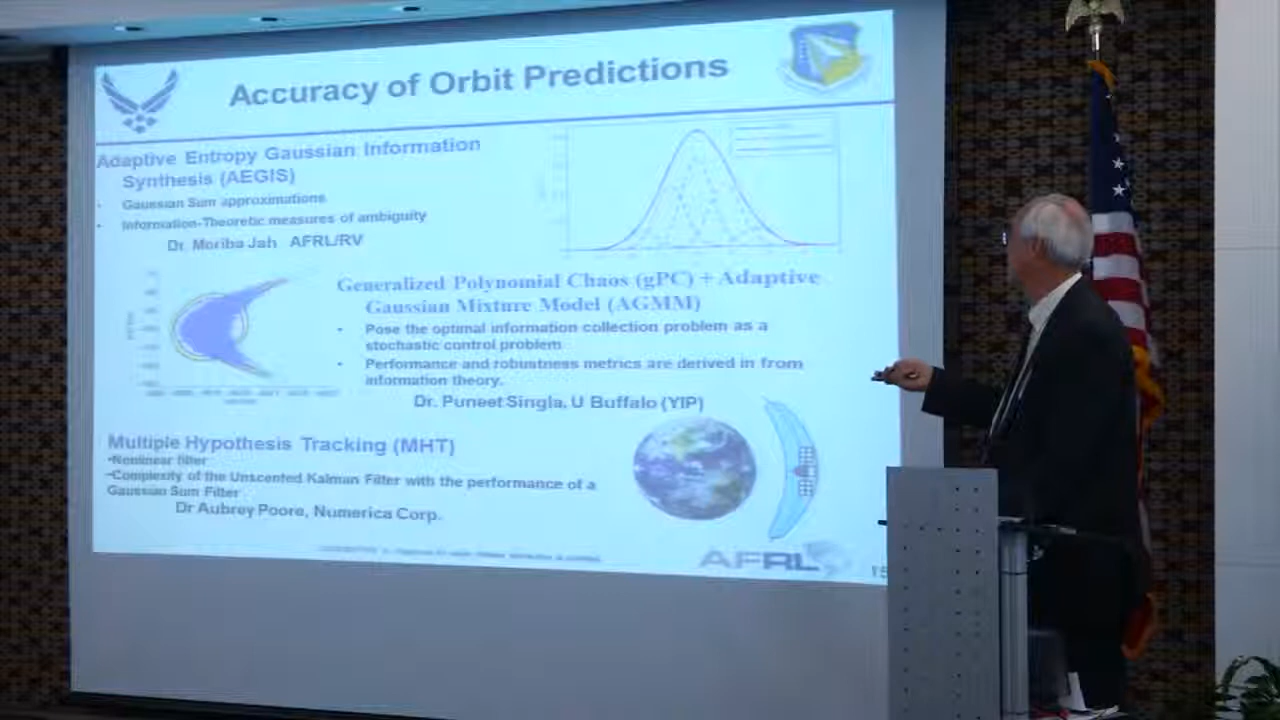 Accuracy of Orbit Predictions
Adaptive Entropy Gaussian Information
Synthesis (AEGIS)
Gaussian Sum approximations
Information-Theoretic measures of ambiguity
Dr. Moriba Jah AFRL/RV
Generalized Polynomial Chaos (gPC) + Adaptive
Gaussian Mixture Model (AGMM)
• Pose the optimal information collection problem as a
stochastic control problem
• Performance and robustness metrics are derived in from
information theory.
Dr. Puneet Singla, U Buffalo (YIP)
Multiple Hypothesis Tracking (MHT)
•Nonlinear filter
•Complexity of the Unscented Kalman Filter with the performance of a
Gaussian Sum Filter
Dr Aubrey Poore, Numerica Corp.
AFRL
15